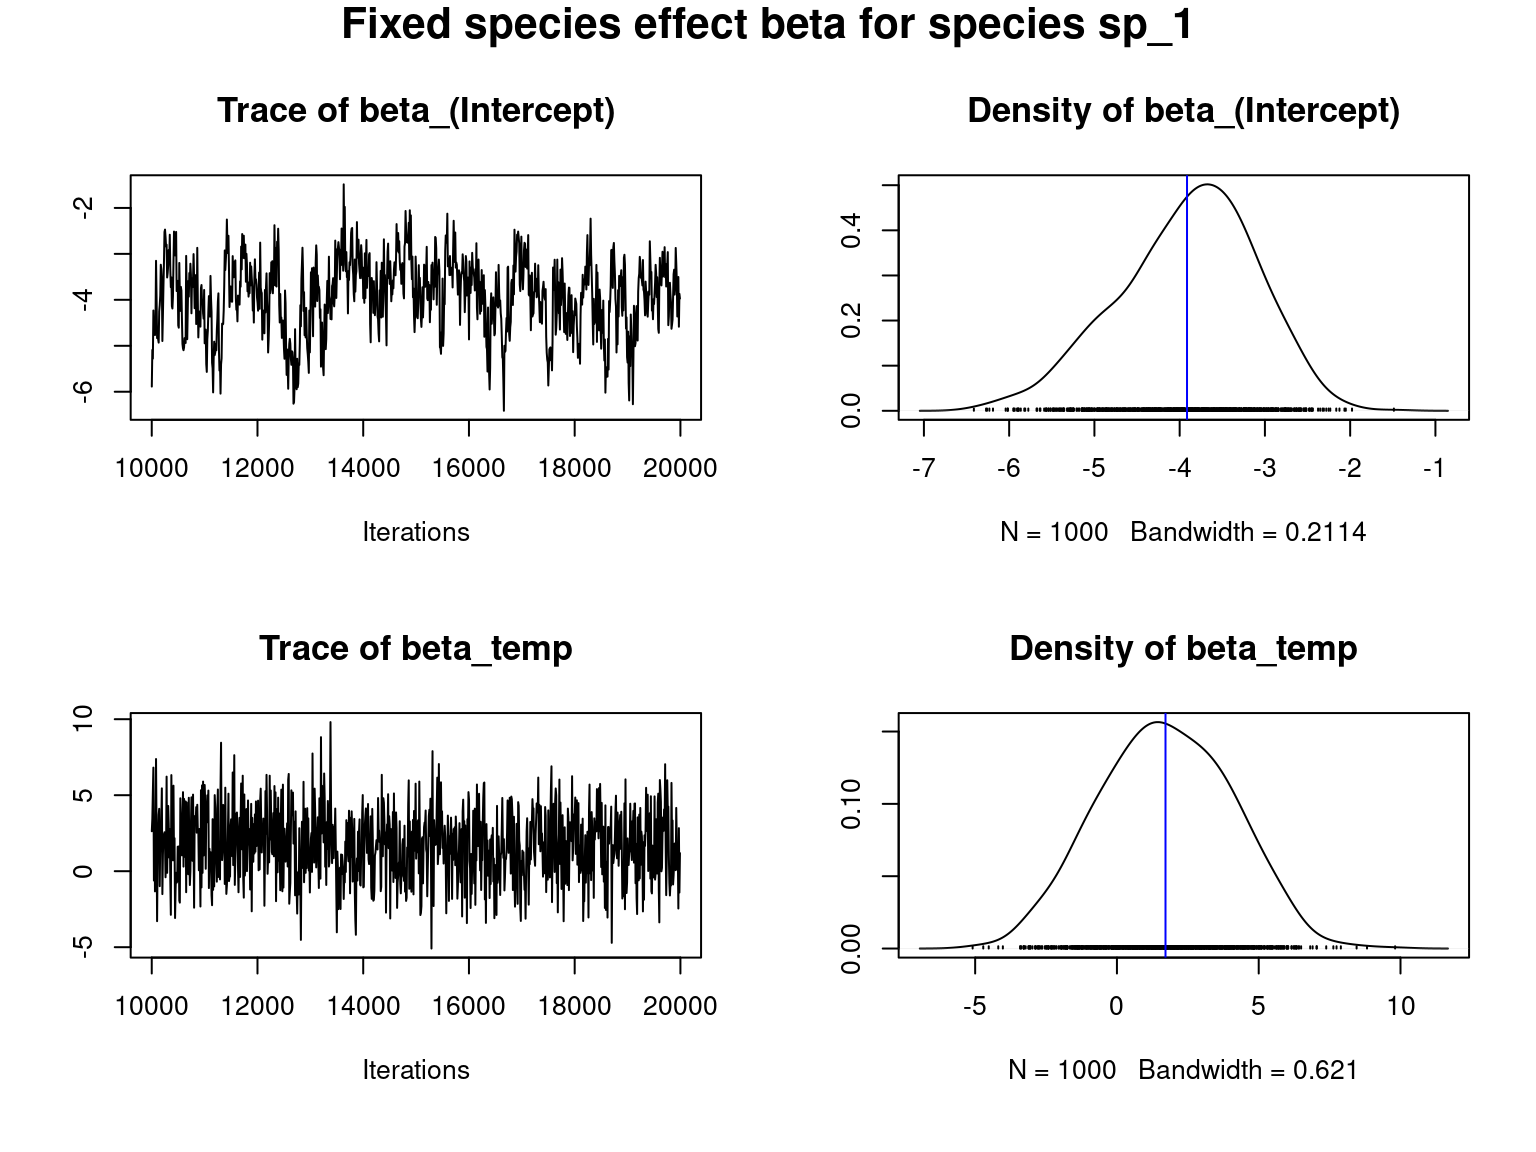 Fixed species effect beta for species sp_1
Trace of beta_(Intercept)
-2
-4
-6
10000 12000 14000 16000 18000 20000
Iterations
Density of beta_(Intercept)
0.4
0.2
0.0
-7 -6 -5 -4 -3 -2 -1
N = 1000 Bandwidth = 0.2114
Trace of beta_temp
10
5
0
-5
10000 12000 14000 16000 18000 20000
Iterations
Density of beta_temp
0.10
0.00
-5 0 5 10
N = 1000 Bandwidth = 0.621